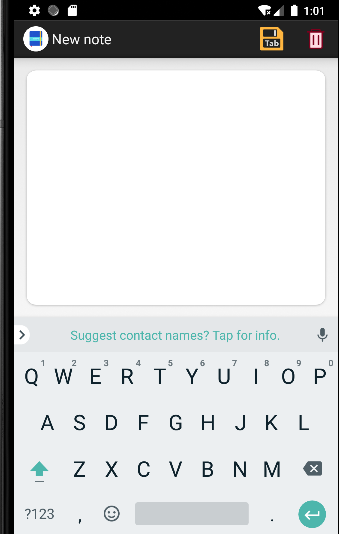 1:01
New note
Tab
Suggest contact names? Tap for info.
1 2 3 4 5 6 7 8 9 0
Q W E R T Y U I O P
A S D F G H J K L
Z X C V B N M
?123 , .